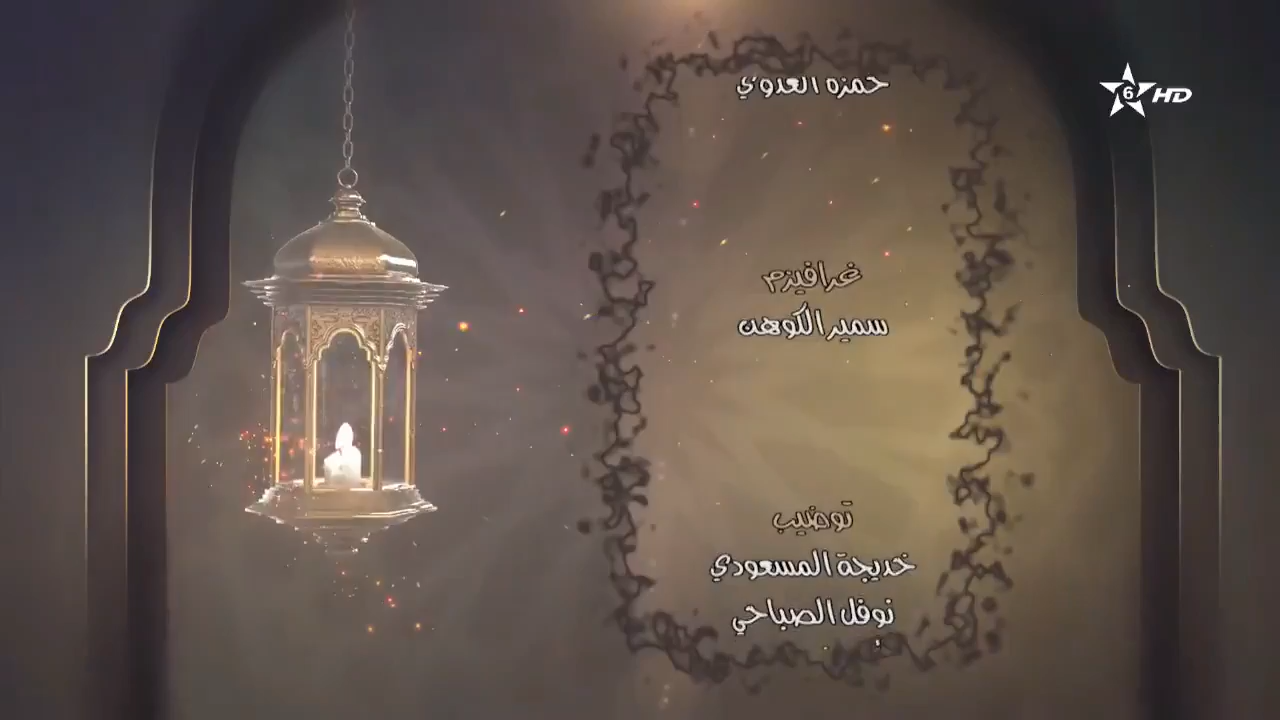 حمزه العدوي
6 HD
غرافيزم
سمير الكوهن
توضيب
خديجة المسعودي
نوفل الصباحي